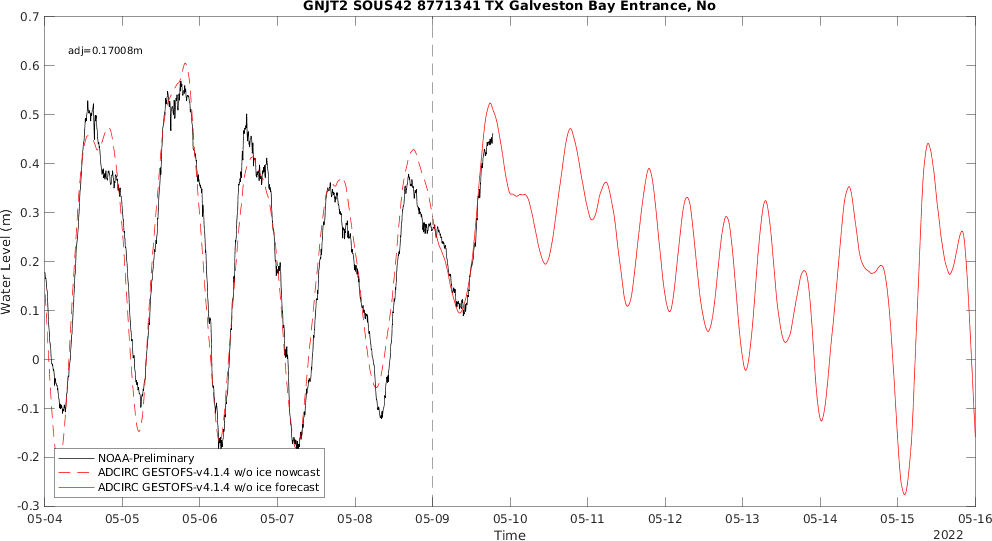 GNJT2 SOUS42 8771341 TX Galveston Bay Entrance, No
adj=0.17008m
Water Level (m)
0.7
0.6
0.5
0.4
0.3
0.2
0.1
0
-0.1
-0.2
-0.3
NOAA-Preliminary
ADCIRC GESTOFS-v4.1.4 w/o ice nowcast
ADCIRC GESTOFS-v4.1.4 w/o ice forecast
05-04 05-05 05-06 05-07 05-08 05-09 05-10 05-11 05-12 05-13 05-14 05-15 05-16
Time
2022